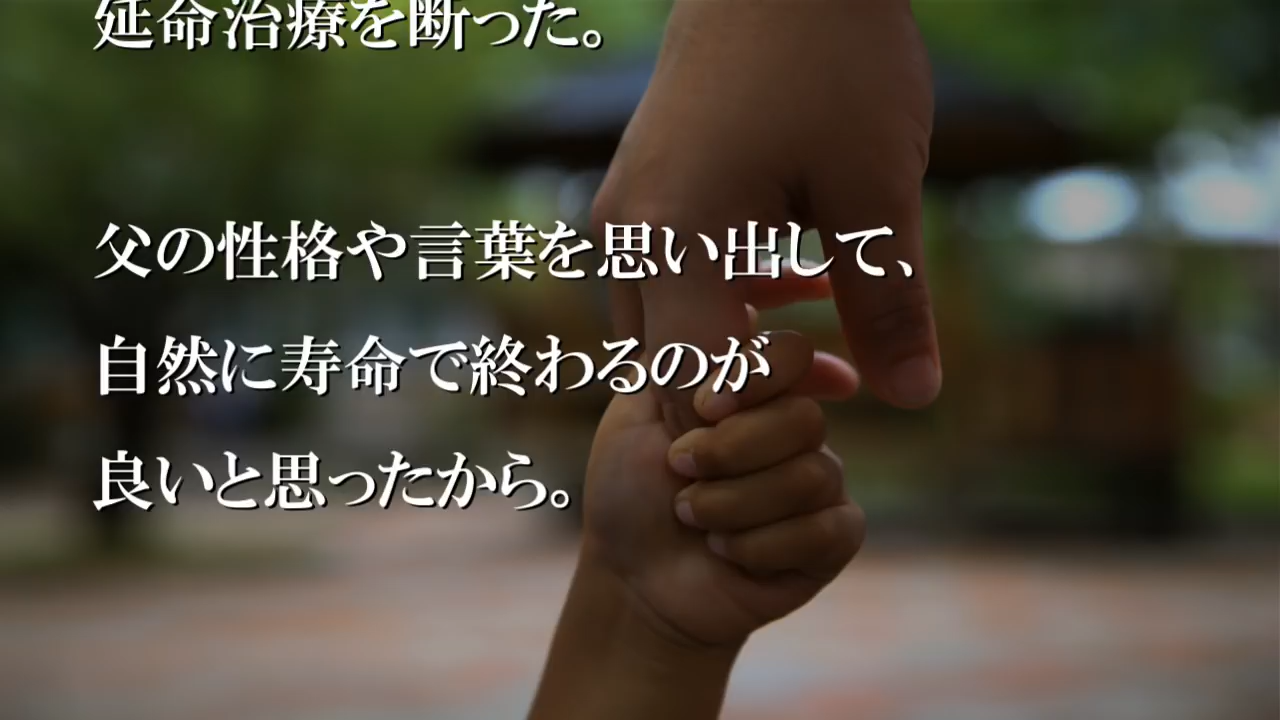 延命治療を断った。
父の性格や言葉を思い出して、
自然に寿命で終わるのが
良いと思ったから。